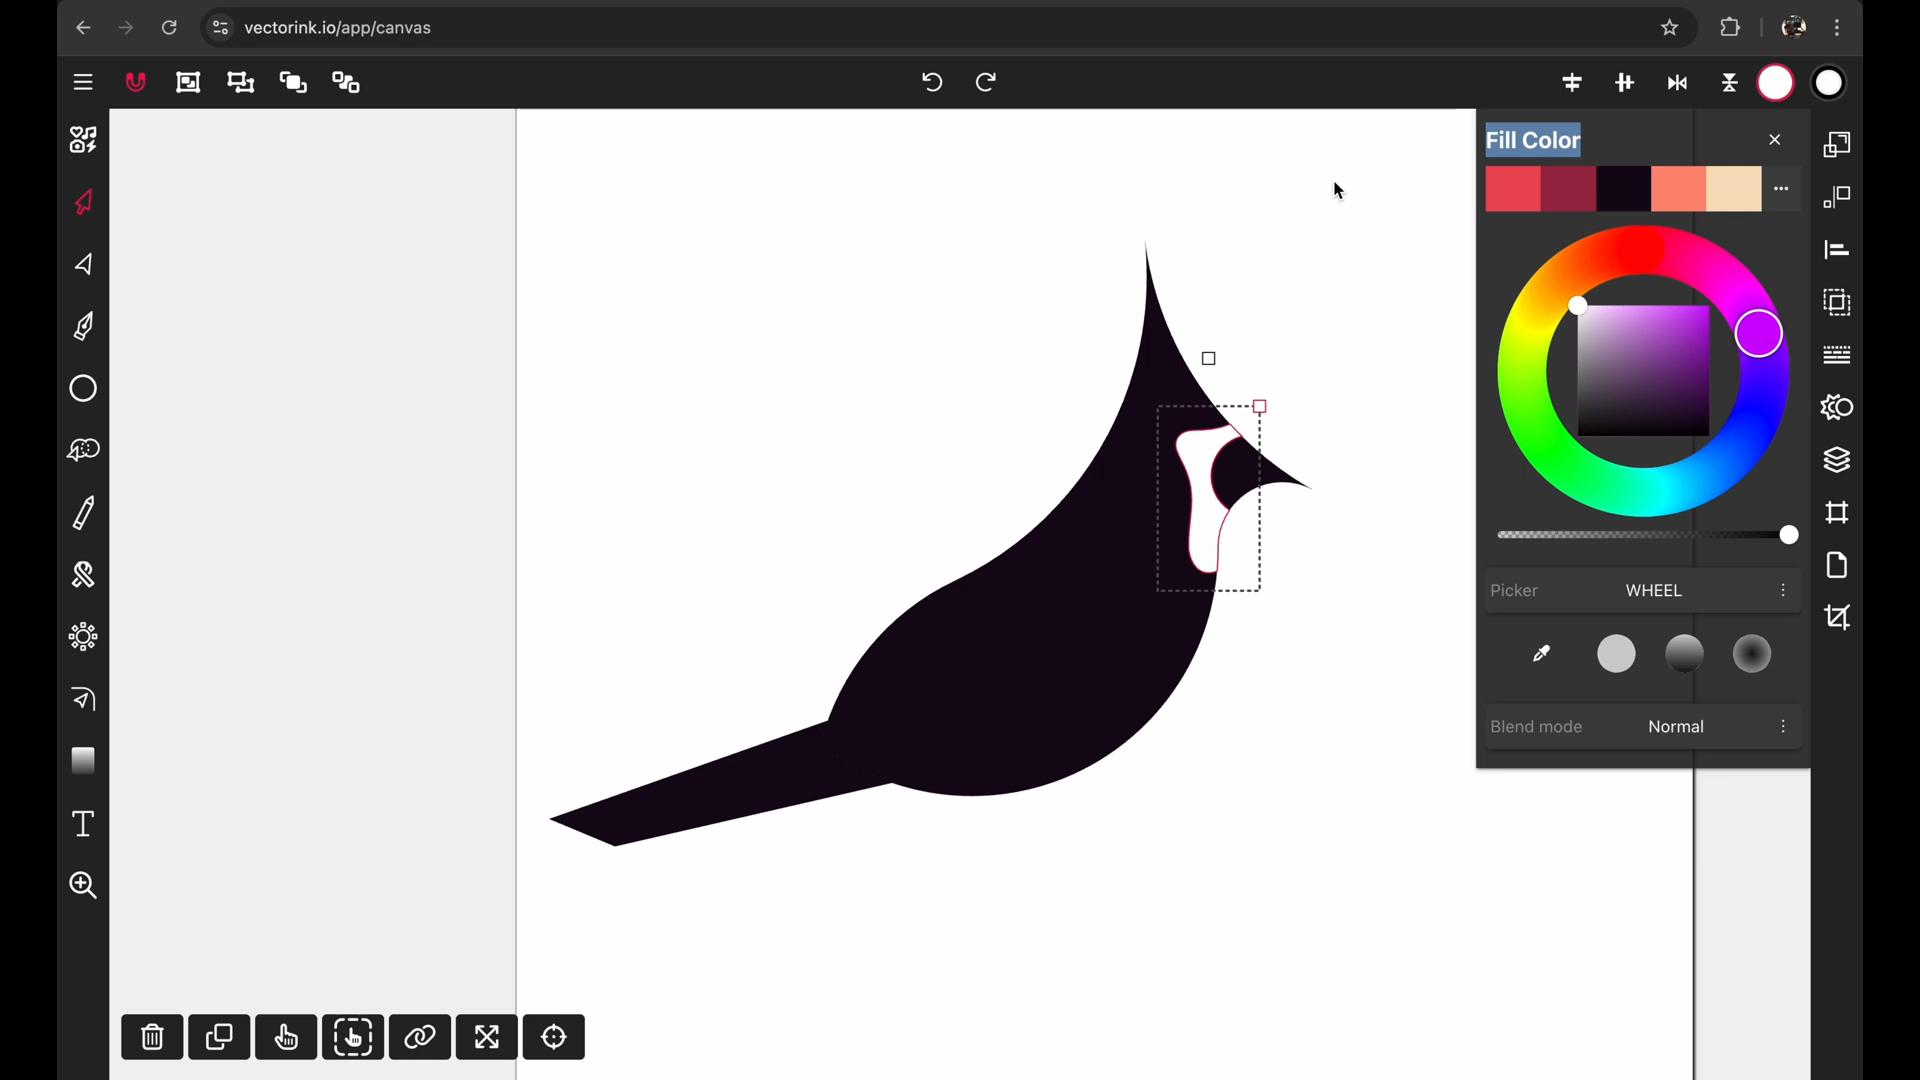 vectorink.io/app/canvas
Fill Color
Picker WHEEL
Blend mode Normal
T